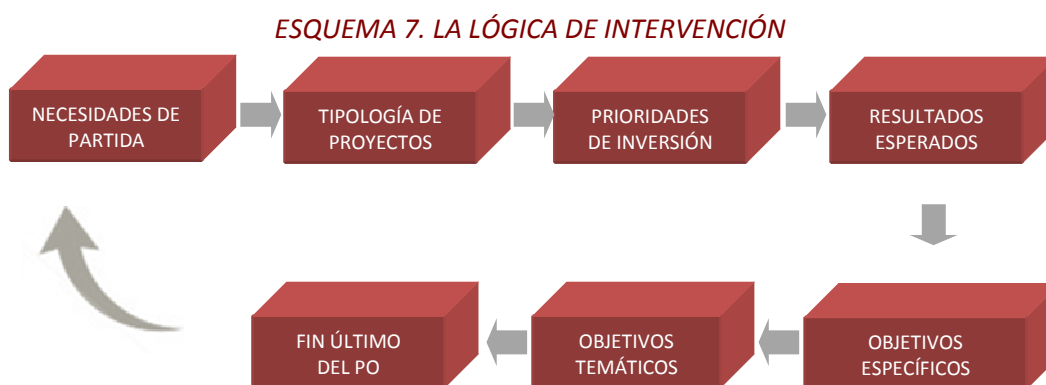 ESQUEMA 7. LA LÓGICA DE INTERVENCIÓN
NECESIDADES DE
PARTIDA
TIPOLOGÍA DE
PROYECTOS
PRIORIDADES
DE INVERSIÓN
RESULTADOS
ESPERADOS
OBJETIVOS
ESPECÍFICOS
OBJETIVOS
TEMÁTICOS
FIN ÚLTIMO
DEL PO